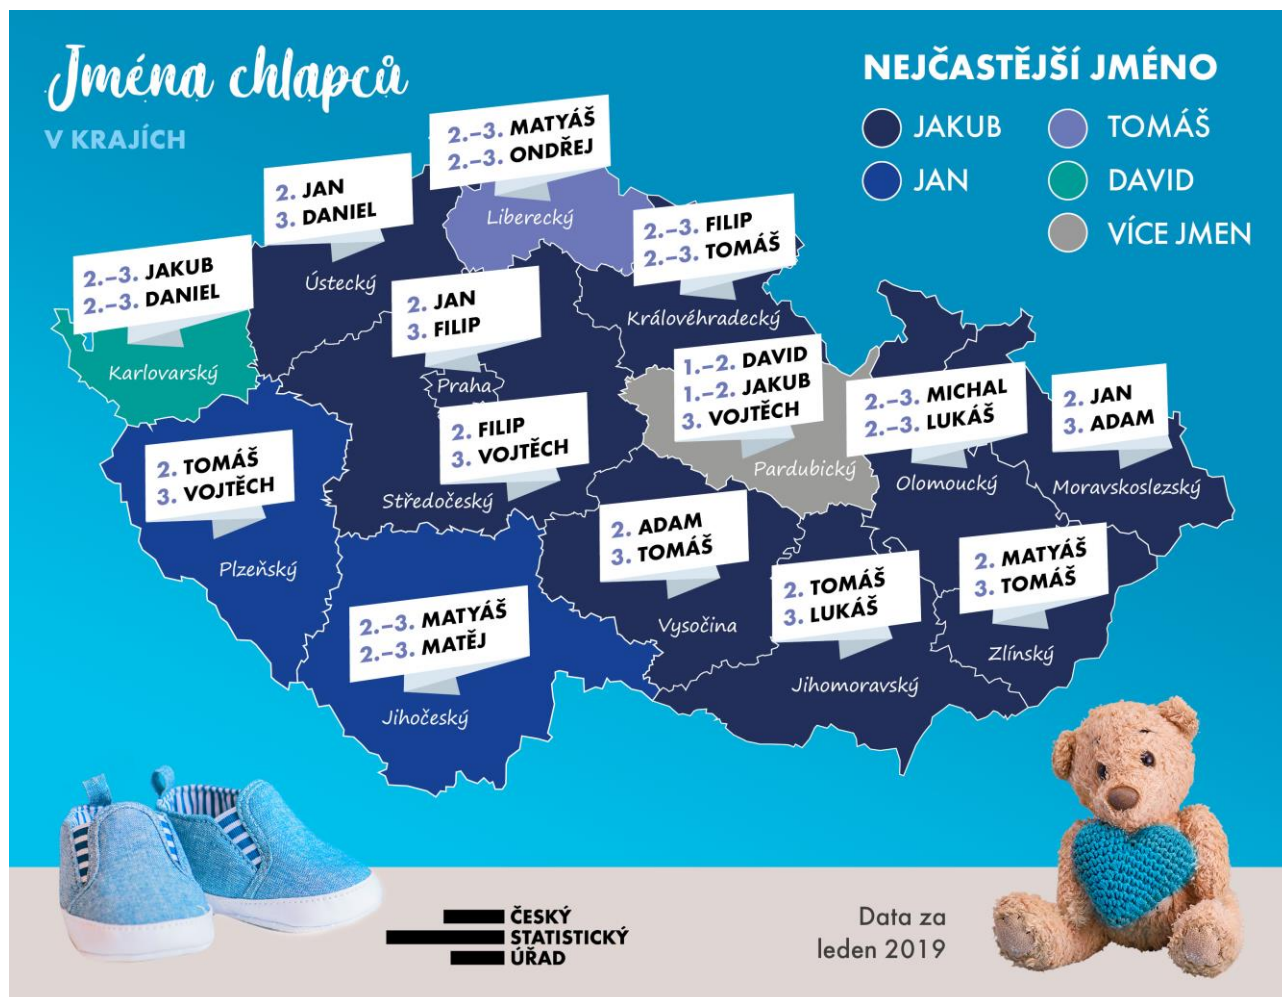 Jména chlapců
V KRAJÍCH
NEJČASTĚJŠÍ JMÉNO
JAKUB
TOMÁŠ
JAN
DAVID
VÍCE JMEN
2.–3. MATYÁŠ
2.–3. ONDŘEJ
Liberecký
2. JAN
3. DANIEL
Ústecký
2.–3. FILIP
2.–3. TOMÁŠ
Královéhradecký
2.–3. JAKUB
2.–3. DANIEL
Karlovarský
2. JAN
3. FILIP
Praha
1.–2. DAVID
1.–2. JAKUB
3. VOJTĚCH
Pardubický
2.–3. MICHAL
2.–3. LUKÁŠ
Olomoucký
2. JAN
3. ADAM
Moravskoslezský
2. TOMÁŠ
3. VOJTĚCH
Plzeňský
2. FILIP
3. VOJTĚCH
Středočeský
2. ADAM
3. TOMÁŠ
Vysočina
2. TOMÁŠ
3. LUKÁŠ
Jihomoravský
2. MATYÁŠ
3. TOMÁŠ
Zlínský
2.–3. MATYÁŠ
2.–3. MATĚJ
Jihočeský
ČESKÝ
STATISTICKÝ
ÚŘAD
Data za
leden 2019